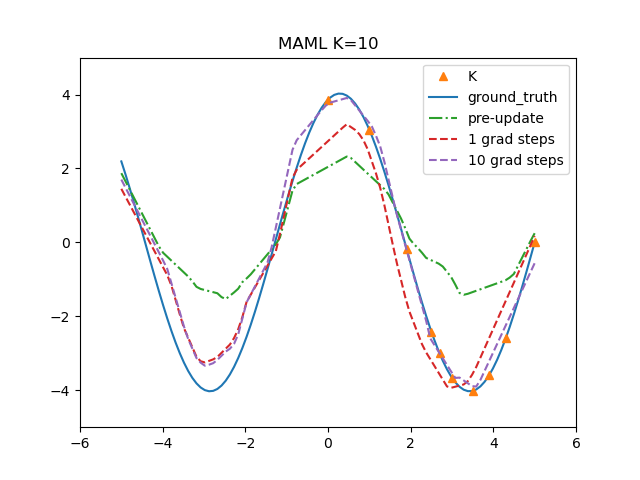 MAML K=10
K
ground_truth
pre-update
1 grad steps
10 grad steps
4
2
0
−2
−4
−6
−4
−2
0
2
4
6